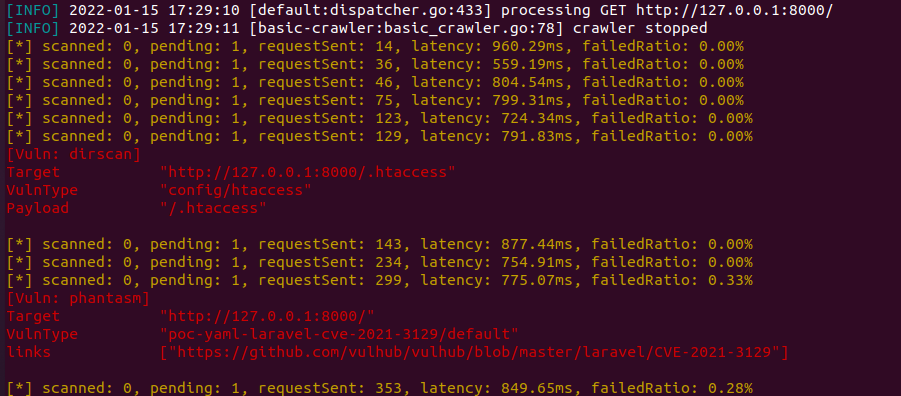 [INFO] 2022-01-15 17:29:10 [default:dispatcher.go:433] processing GET http://127.0.0.1:8000/
[INFO] 2022-01-15 17:29:11 [basic-crawler:basic_crawler.go:78] crawler stopped
[*] scanned: 0, pending: 1, requestSent: 14, latency: 960.29ms, failedRatio: 0.00%
[*] scanned: 0, pending: 1, requestSent: 36, latency: 559.19ms, failedRatio: 0.00%
[*] scanned: 0, pending: 1, requestSent: 46, latency: 804.54ms, failedRatio: 0.00%
[*] scanned: 0, pending: 1, requestSent: 75, latency: 799.31ms, failedRatio: 0.00%
[*] scanned: 0, pending: 1, requestSent: 123, latency: 724.34ms, failedRatio: 0.00%
[*] scanned: 0, pending: 1, requestSent: 129, latency: 791.83ms, failedRatio: 0.00%
[Vuln: dirscan]
Target "http://127.0.0.1:8000/.htaccess"
VulnType "config/htaccess"
Payload "/.htaccess"
[*] scanned: 0, pending: 1, requestSent: 143, latency: 877.44ms, failedRatio: 0.00%
[*] scanned: 0, pending: 1, requestSent: 234, latency: 754.91ms, failedRatio: 0.00%
[*] scanned: 0, pending: 1, requestSent: 299, latency: 775.07ms, failedRatio: 0.33%
[Vuln: phantasm]
Target "http://127.0.0.1:8000/"
VulnType "poc-yaml-laravel-cve-2021-3129/default"
links ["https://github.com/vulhub/vulhub/blob/master/laravel/CVE-2021-3129"]
[*] scanned: 0, pending: 1, requestSent: 353, latency: 849.65ms, failedRatio: 0.28%